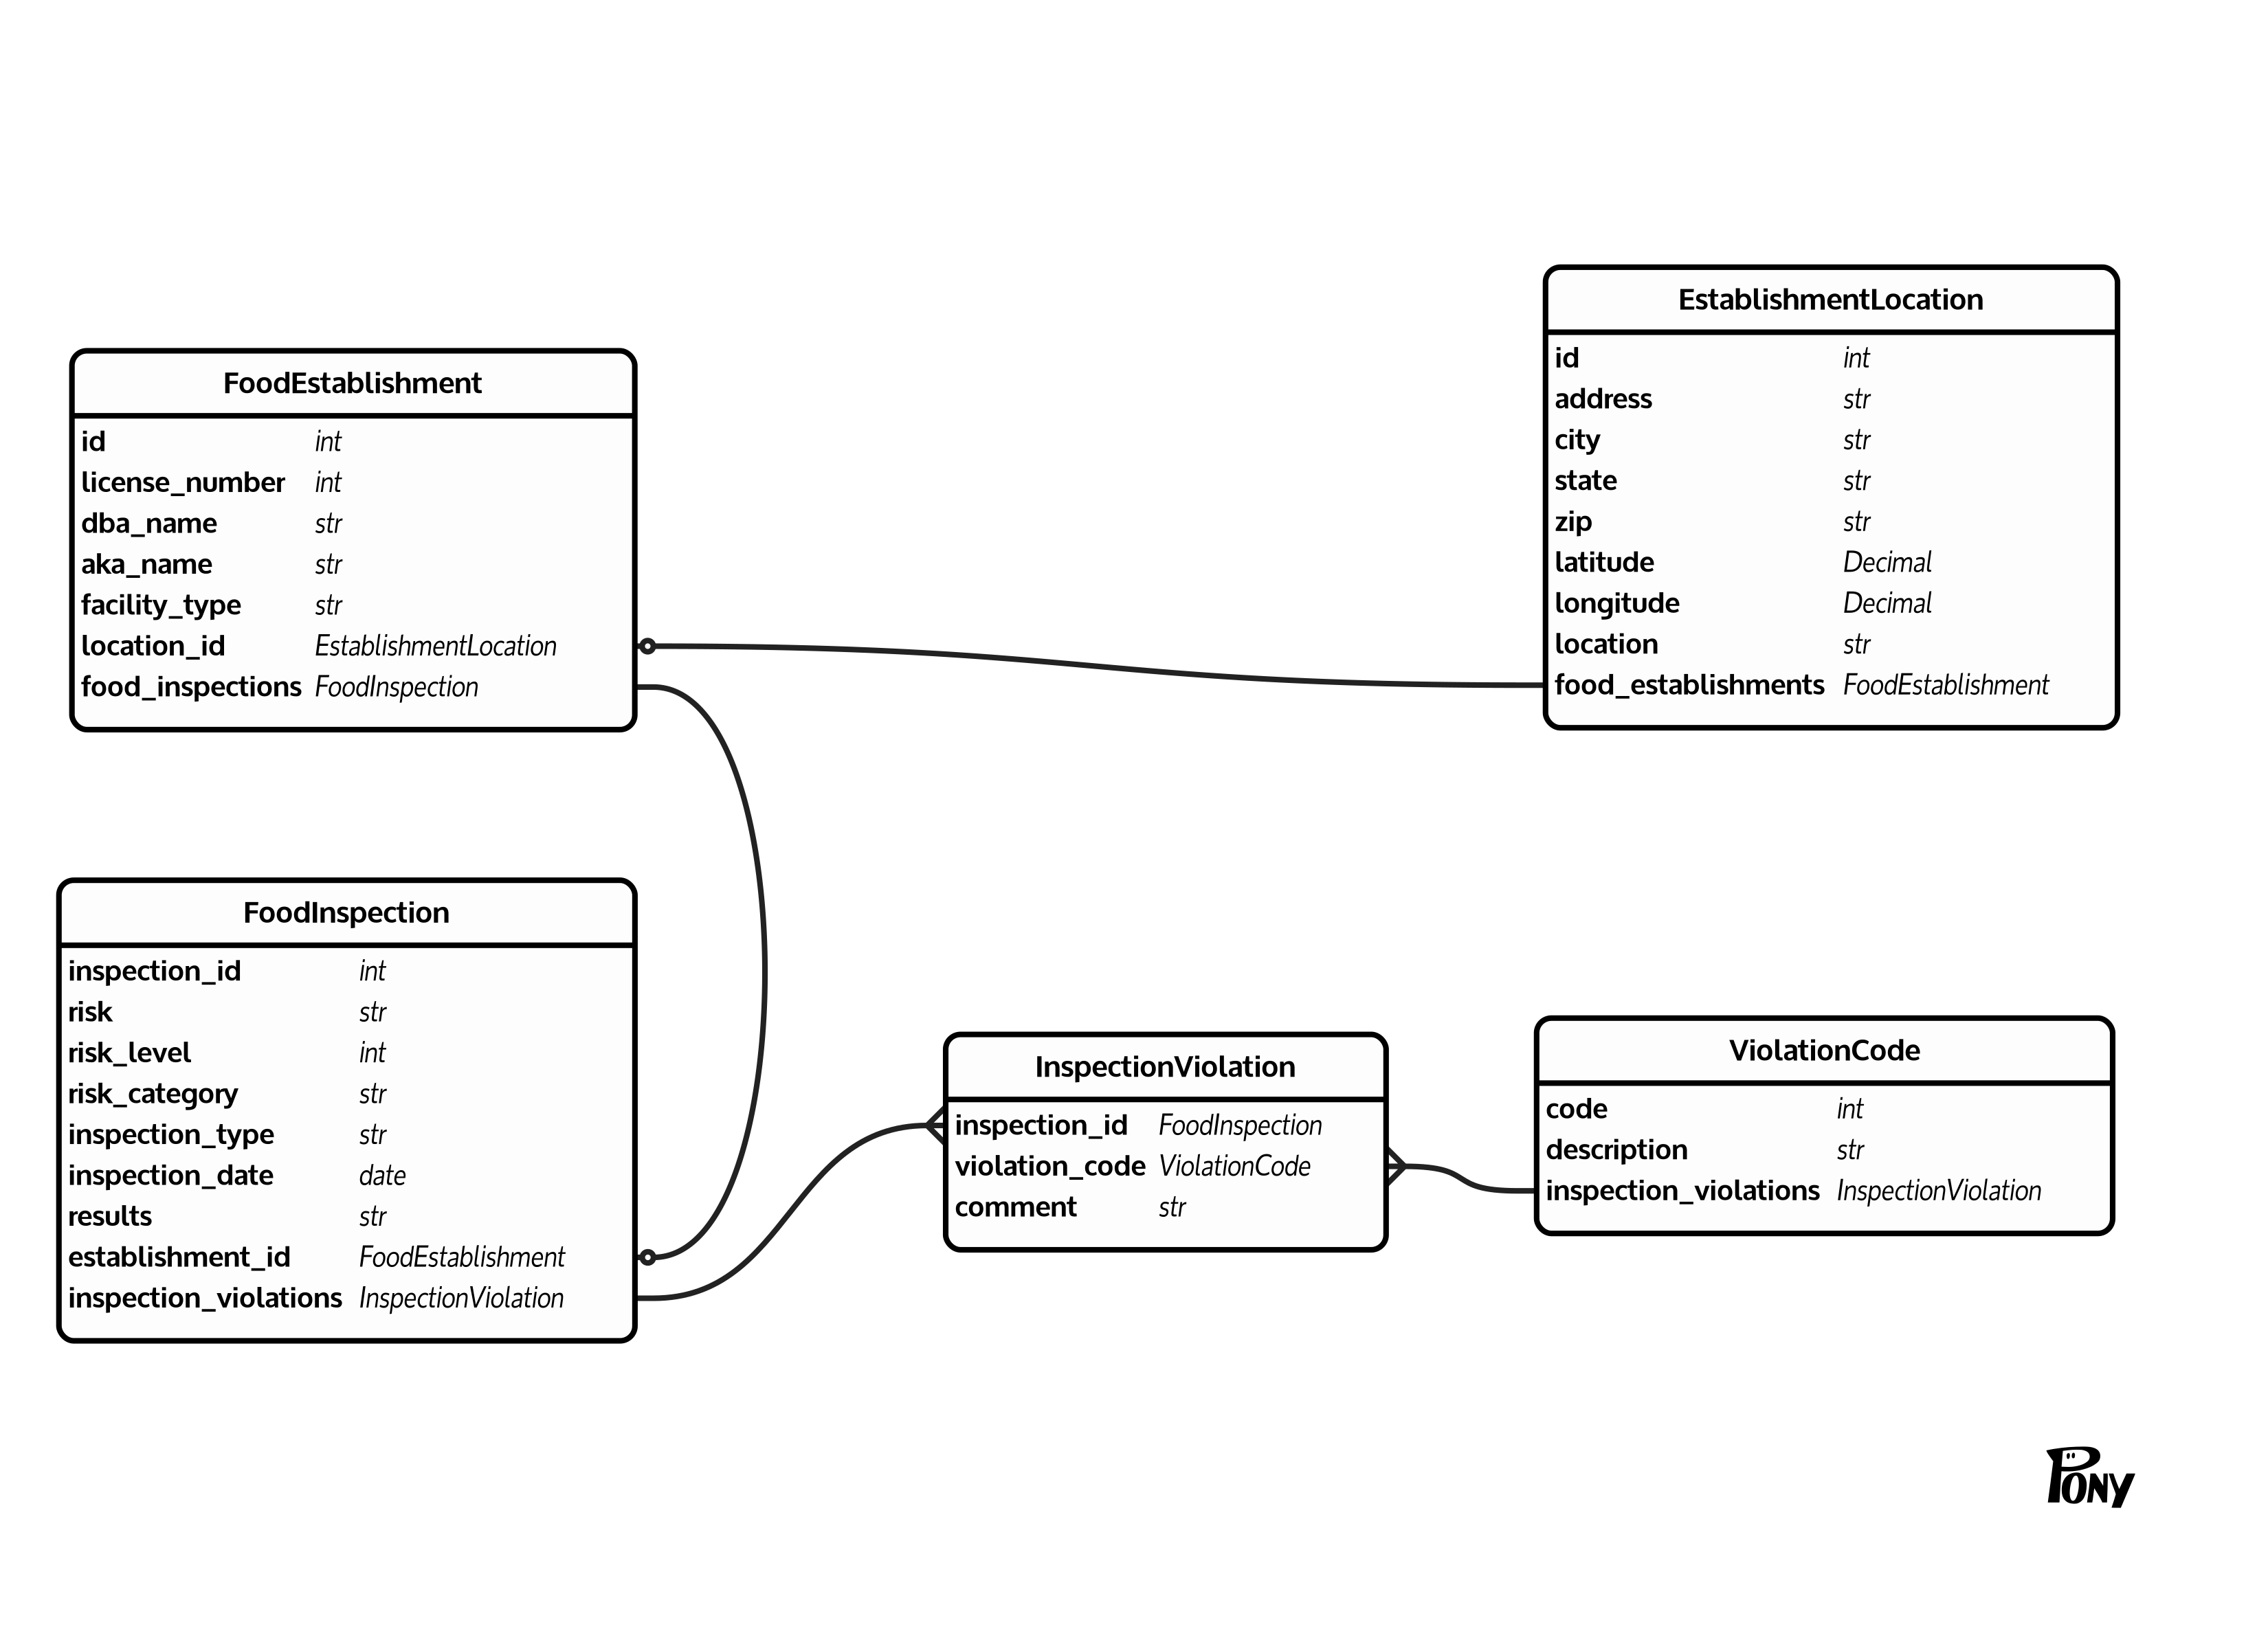 EstablishmentLocation
id int
address str
city str
state str
zip str
latitude Decimal
longitude Decimal
location str
food_establishments FoodEstablishment
FoodEstablishment
id int
license_number int
dba_name str
aka_name str
facility_type str
location_id EstablishmentLocation
food_inspections FoodInspection
FoodInspection
inspection_id int
risk str
risk_level int
risk_category str
inspection_type str
inspection_date date
results str
establishment_id FoodEstablishment
inspection_violations InspectionViolation
InspectionViolation
inspection_id FoodInspection
violation_code ViolationCode
comment str
ViolationCode
code int
description str
inspection_violations InspectionViolation
PONY